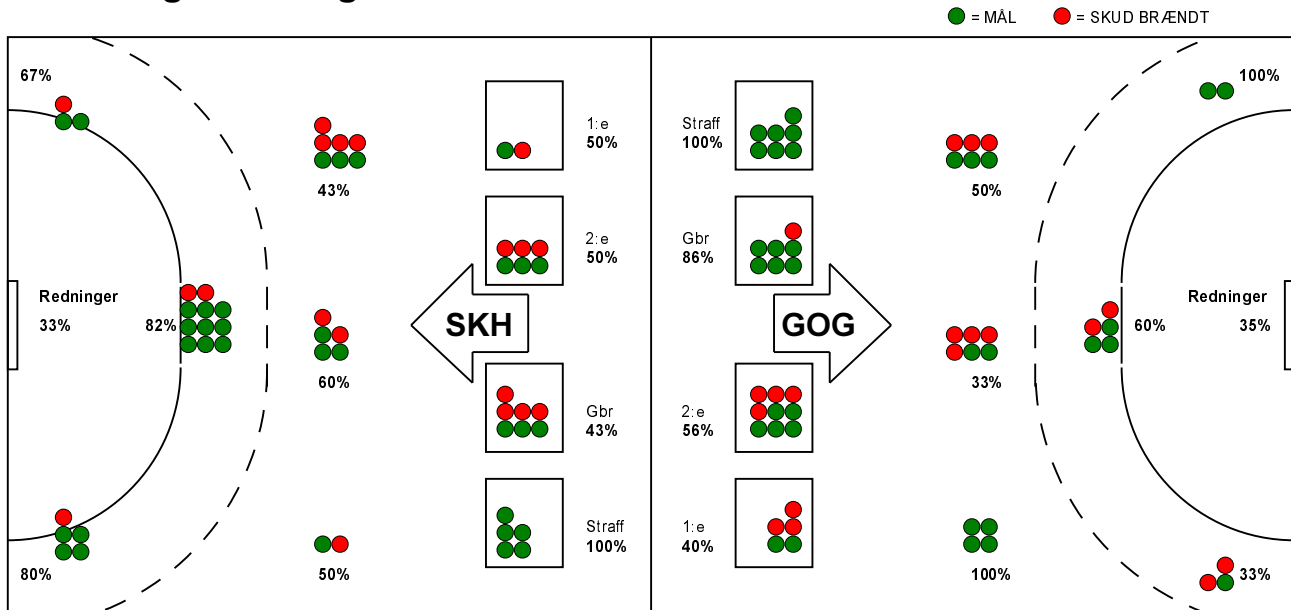 = MÅL = SKUD BRÆNDT
67%
43%
1:e
50%
2:e
50%
Redninger
33%
82%
60%
SKH
Gbr
43%
Straff
100%
80%
50%
Straff
100%
Gbr
86%
GOG
2:e
56%
1:e
40%
100%
50%
Redninger
35%
60%
33%
100%
33%